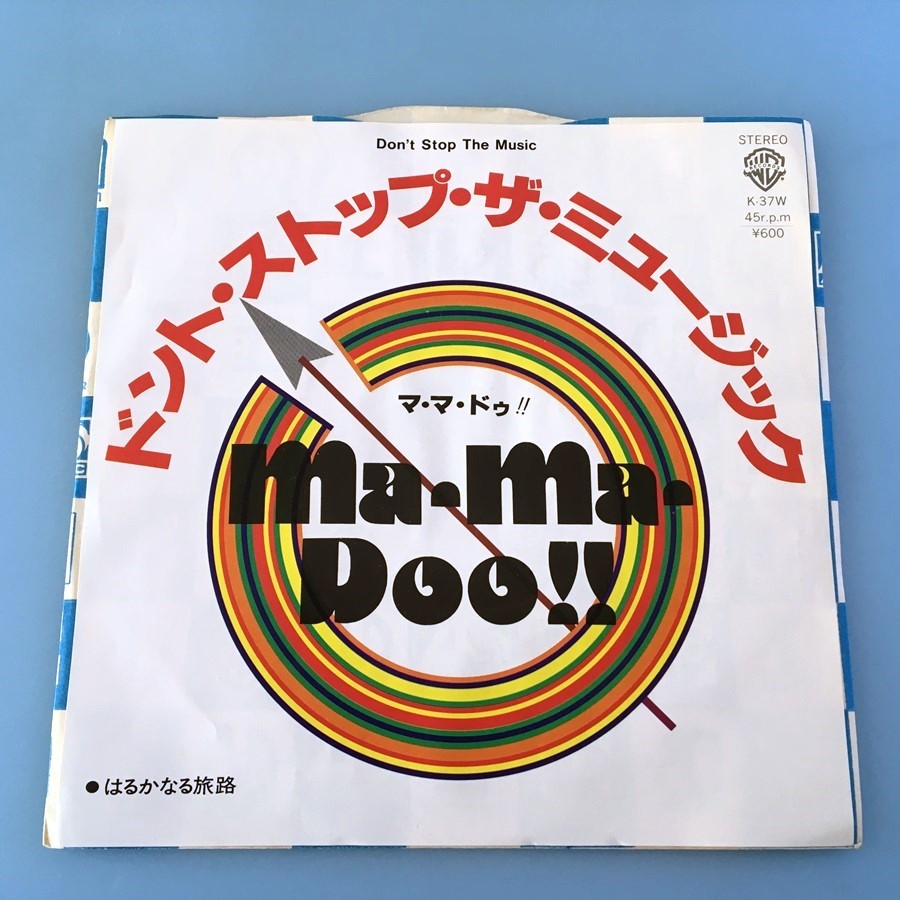 Don't Stop The Music
STEREO
RECORDS
K-37W
45r.p.m
¥600
ドント・ストップ・ザ・ミュージック
マ・マ・ドゥ!!
Ma-Ma-
Doo!!
●はるかなる旅路